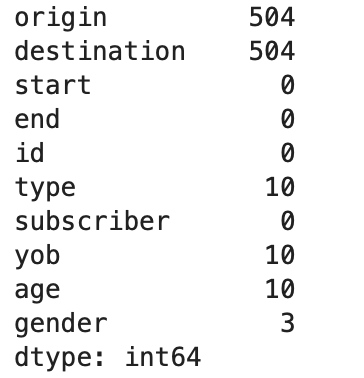 origin 504
destination 504
start 0
end 0
id 0
type 10
subscriber 0
yob 10
age 10
gender 3
dtype: int64